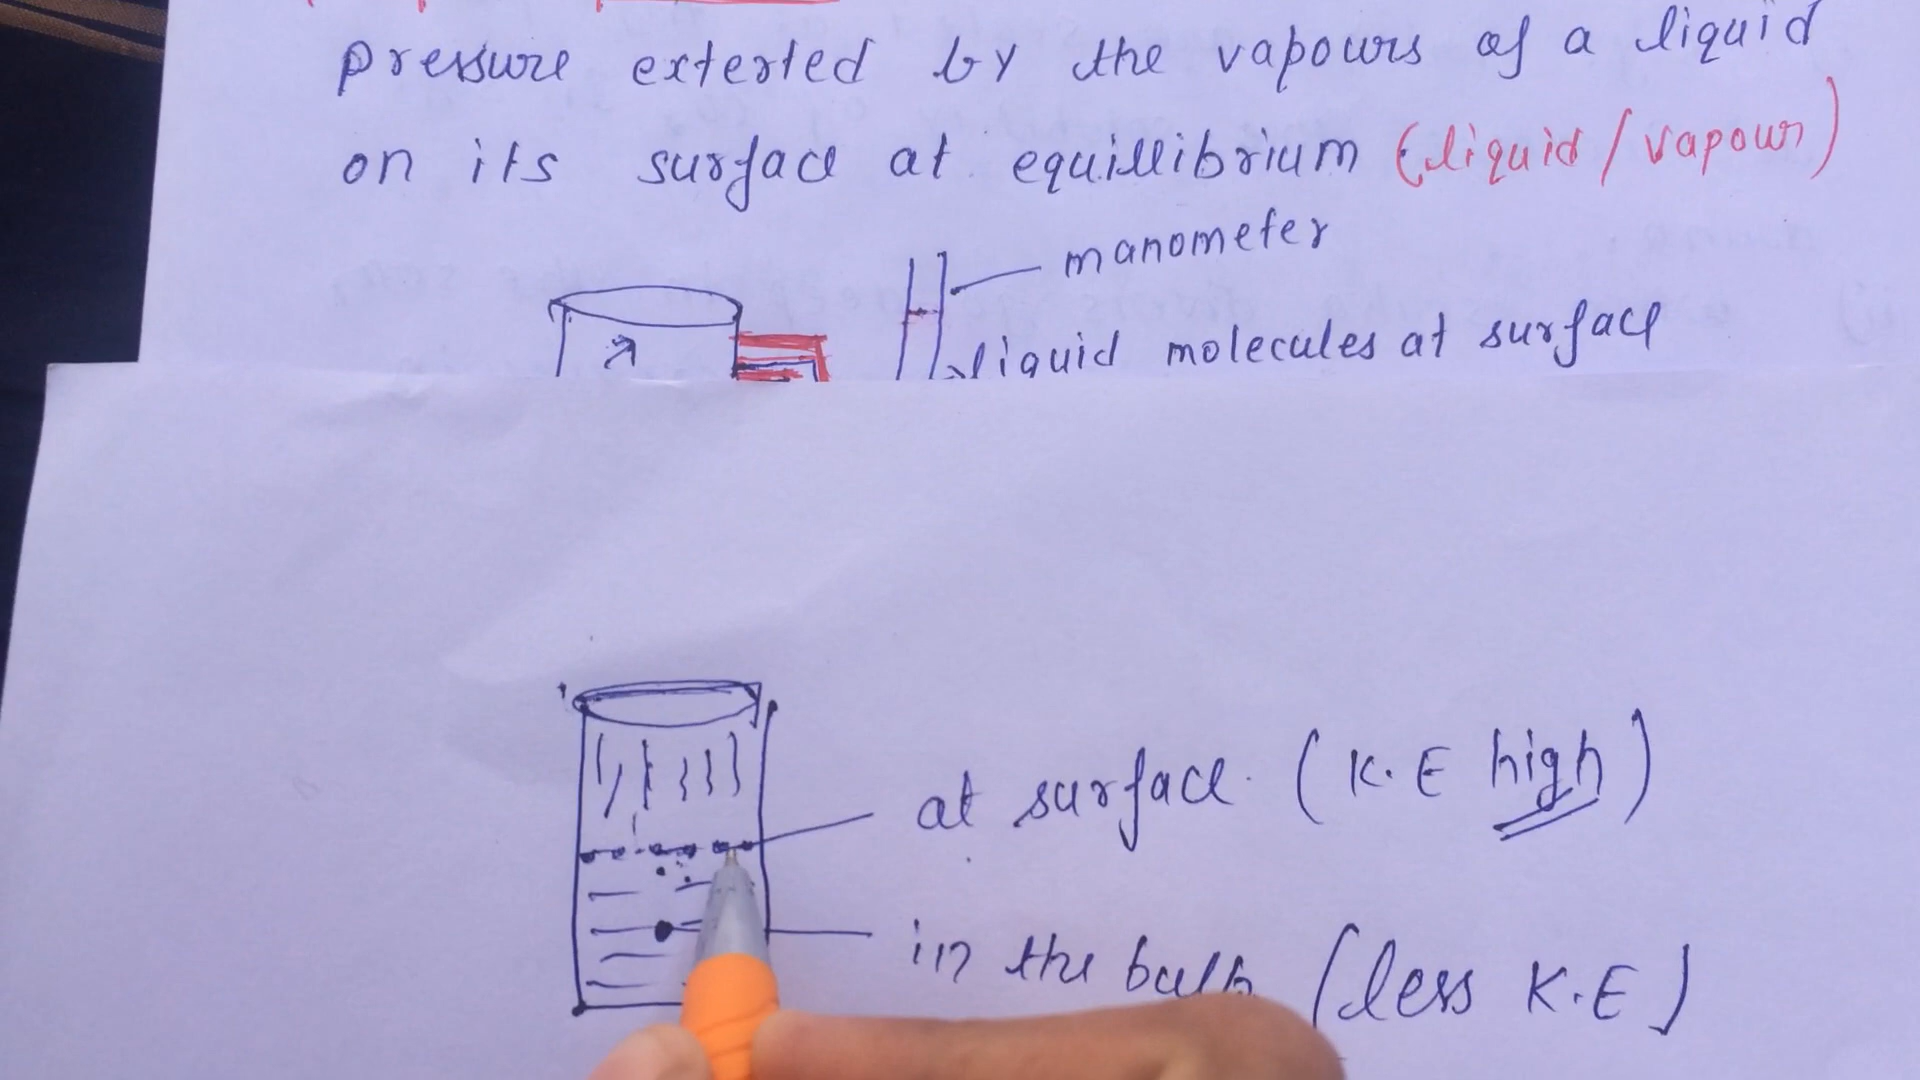 pressure exterted by the vapours of a liquid
on its surface at equillibrium (liquid/vapour)
manometer
liquid molecules at surface
at surface. (K.E high)
in the bulk (less K.E)